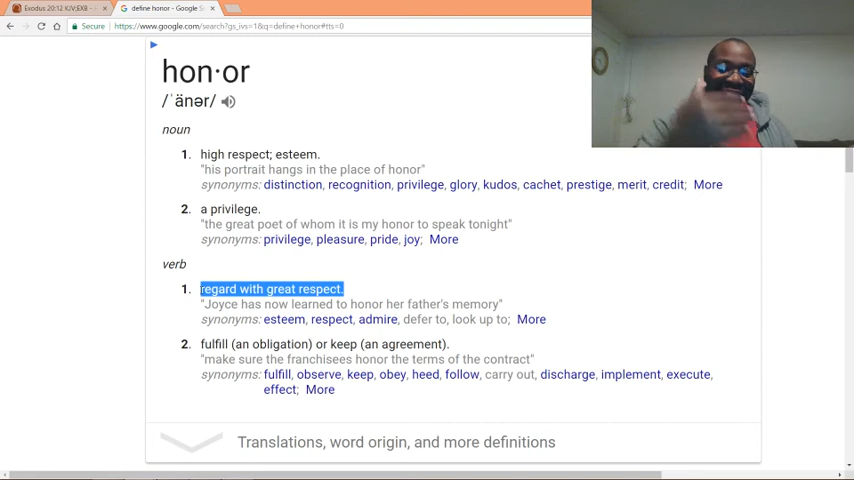 Exodus 20:12 KJV;EXB -
define honor - Google S
Secure
https://www.google.com/search?gs_ivs=1&q=define+honor#tts=0
hon·or
/ˈänər/
noun
1. high respect; esteem.
"his portrait hangs in the place of honor"
synonyms: distinction, recognition, privilege, glory, kudos, cachet, prestige, merit, credit; More
2. a privilege.
"the great poet of whom it is my honor to speak tonight"
synonyms: privilege, pleasure, pride, joy; More
verb
1. regard with great respect.
"Joyce has now learned to honor her father's memory"
synonyms: esteem, respect, admire, defer to, look up to; More
2. fulfill (an obligation) or keep (an agreement).
"make sure the franchisees honor the terms of the contract"
synonyms: fulfill, observe, keep, obey, heed, follow, carry out, discharge, implement, execute,
effect; More
Translations, word origin, and more definitions